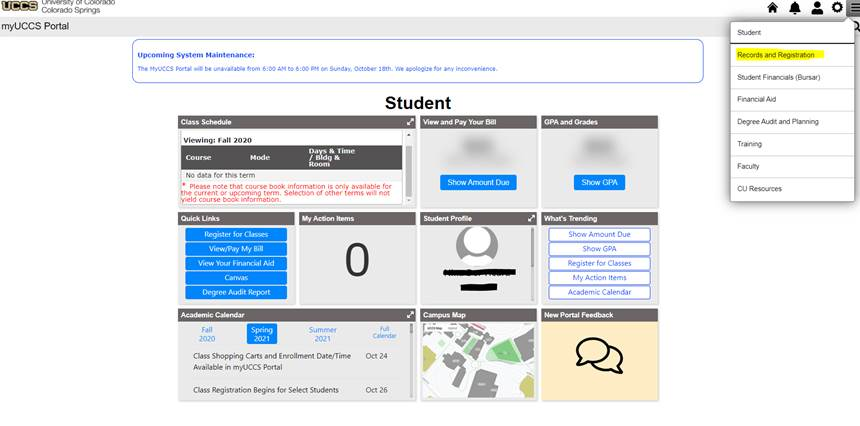 UCCS
University of Colorado
Colorado Springs
myUCCS Portal
Student
Records and Registration
Student Financials (Bursar)
Financial Aid
Degree Audit and Planning
Training
Faculty
CU Resources
Upcoming System Maintenance:
The MyUCCS Portal will be unavailable from 6:00 AM to 6:00 PM on Sunday, October 18th. We apologize for any inconvenience.
Student
Class Schedule
Viewing: Fall 2020
Course Mode Days & Time
/ Bldg &
Room
No data for this term
* Please note that course book information is only available for
the current or upcoming term. Selection of other terms will not
yield course book information.
View and Pay Your Bill
Show Amount Due
GPA and Grades
Show GPA
Quick Links
Register for Classes
View/Pay My Bill
View Your Financial Aid
Canvas
Degree Audit Report
My Action Items
0
Student Profile
What's Trending
Show Amount Due
Show GPA
Register for Classes
My Action Items
Academic Calendar
Academic Calendar
Fall
2020
Spring
2021
Summer
2021
Full
Calendar
Class Shopping Carts and Enrollment Date/Time
Available in myUCCS Portal
Oct 24
Class Registration Begins for Select Students Oct 26
Campus Map
New Portal Feedback